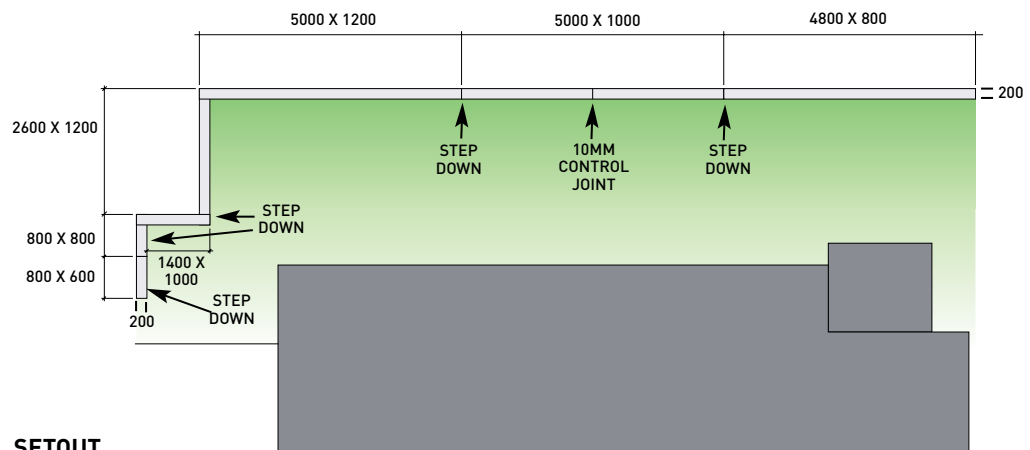 5000 X 1200
5000 X 1000
4800 X 800
200
2600 X 1200
STEP
DOWN
10MM
CONTROL
JOINT
STEP
DOWN
STEP
DOWN
800 X 800
1400 X
1000
800 X 600
STEP
DOWN
200
SETOUT